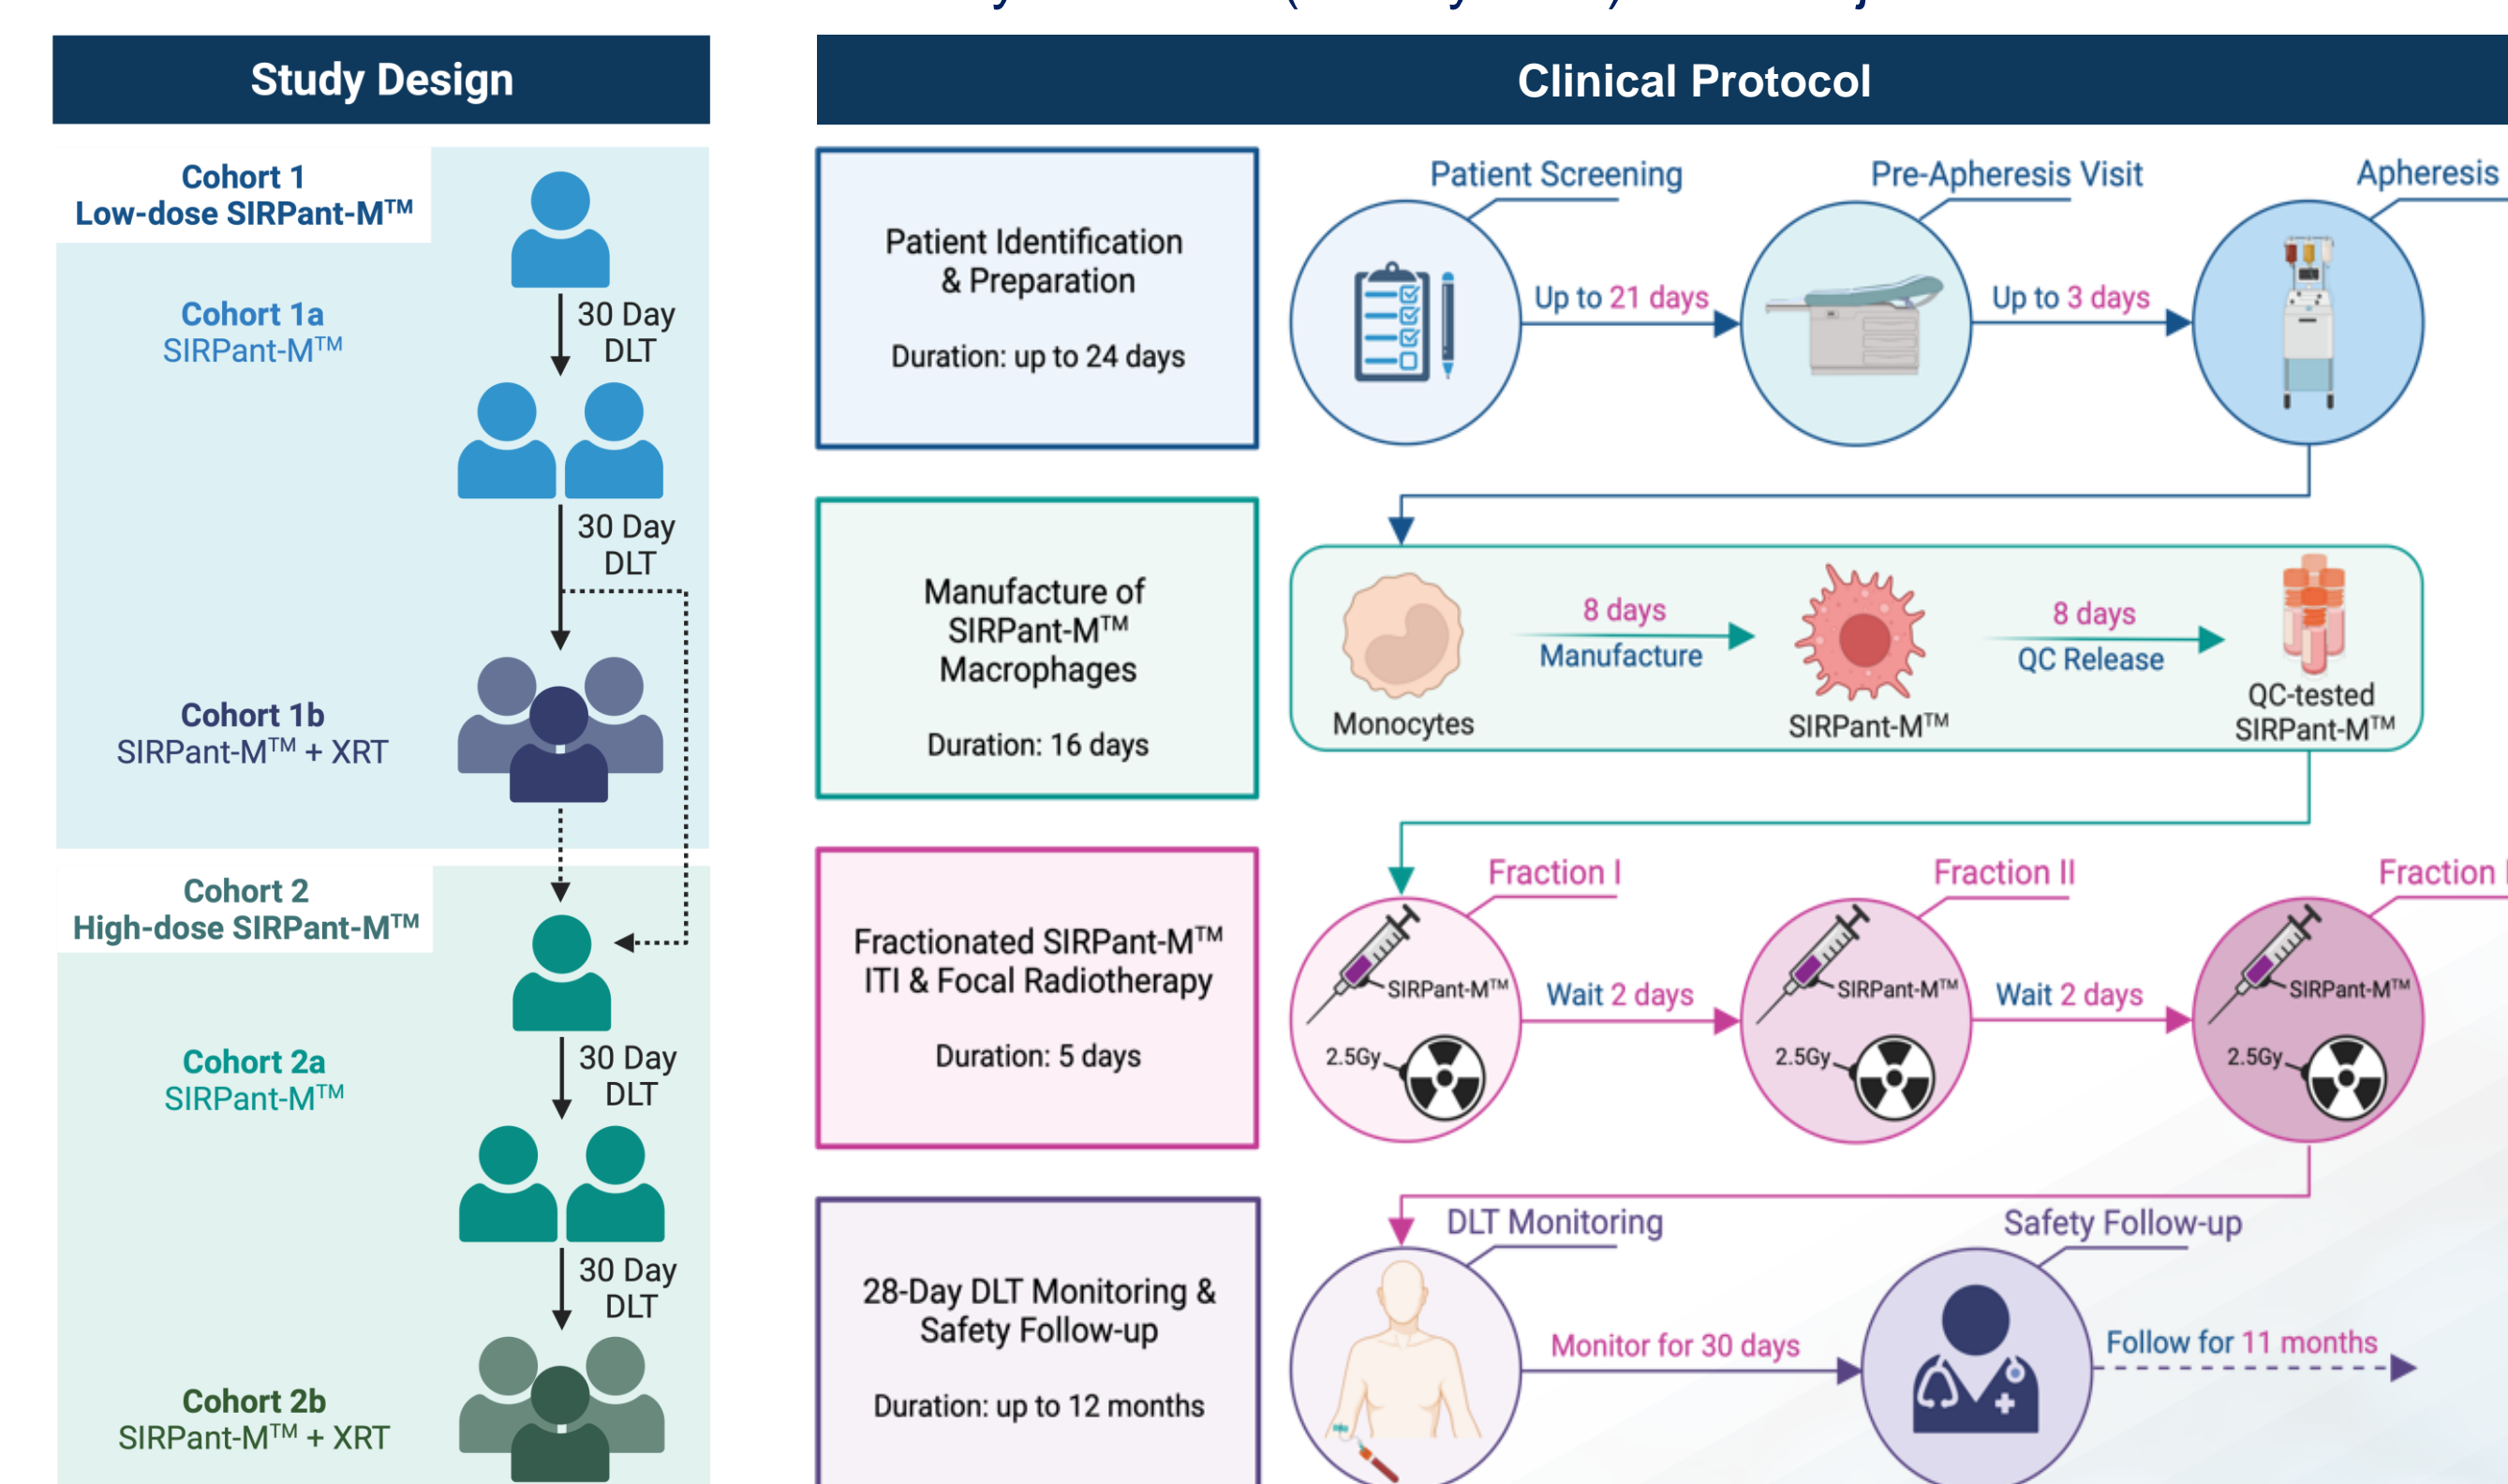 Study Design
Cohort 1
Low-dose SIRPant-M™
Cohort 1a
SIRPant-M™
30 Day
DLT
30 Day
DLT
Cohort 1b
SIRPant-M™ + XRT
Cohort 2
High-dose SIRPant-M™
Cohort 2a
SIRPant-M™
30 Day
DLT
30 Day
DLT
Cohort 2b
SIRPant-M™ + XRT
Clinical Protocol
Patient Identification
& Preparation
Duration: up to 24 days
Patient Screening
Up to 21 days
Pre-Apheresis Visit
Up to 3 days
Apheresis
Manufacture of
SIRPant-M™
Macrophages
Duration: 16 days
Monocytes
8 days
Manufacture
SIRPant-M™
8 days
QC Release
QC-tested
SIRPant-M™
Fractionated SIRPant-M™
ITI & Focal Radiotherapy
Duration: 5 days
Fraction I
SIRPant-M™
2.5Gy
Wait 2 days
Fraction II
SIRPant-M™
2.5Gy
Wait 2 days
Fraction
SIRPant-M™
2.5Gy
28-Day DLT Monitoring &
Safety Follow-up
Duration: up to 12 months
DLT Monitoring
Monitor for 30 days
Safety Follow-up
Follow for 11 months